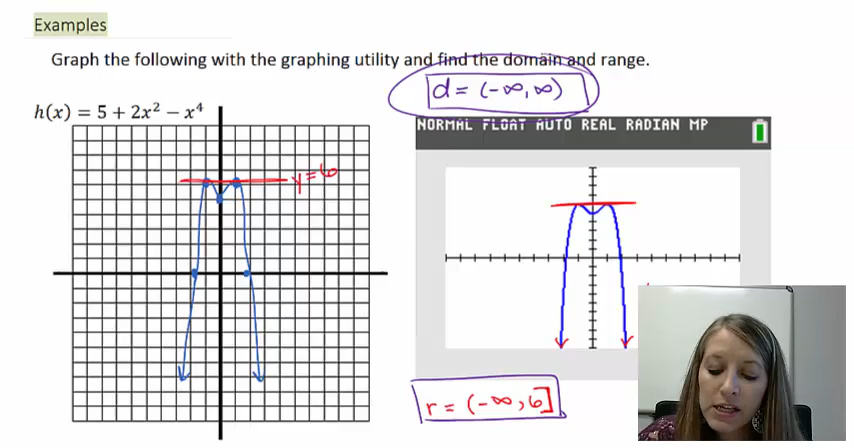 Examples
Graph the following with the graphing utility and find the domain and range.
d = (-∞, ∞)
h(x) = 5 + 2x² − x⁴
NORMAL FLOAT AUTO REAL RADIAN MP
y=6
r = (-∞, 6]